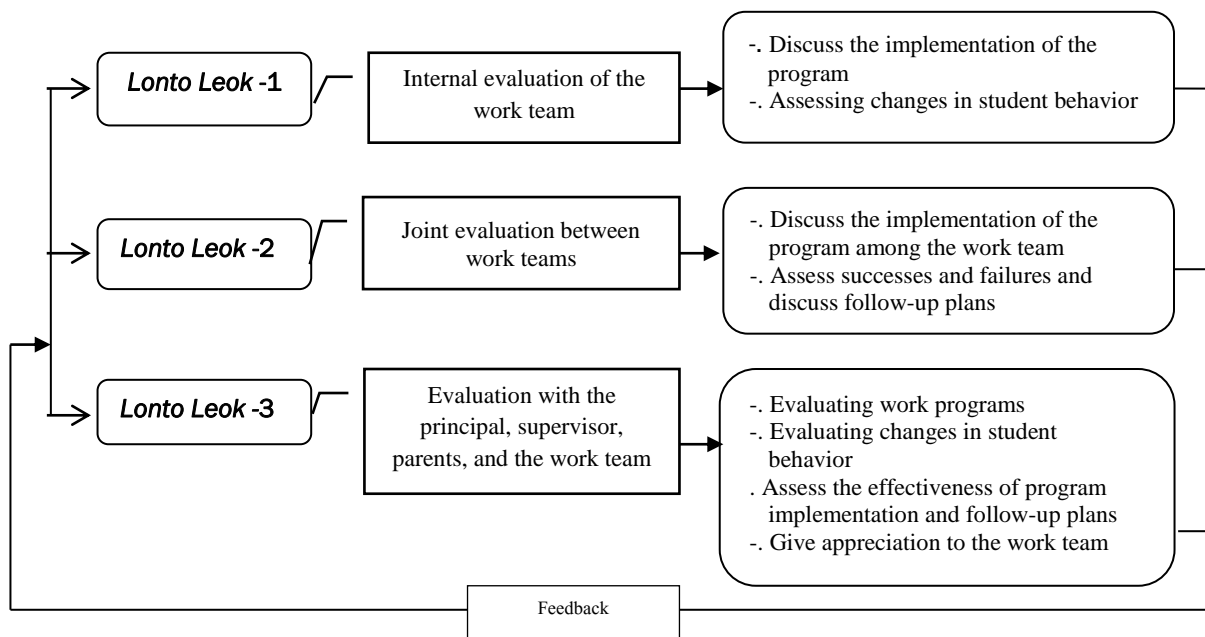 Lonto Leok -1
Internal evaluation of the
work team
-. Discuss the implementation of the
program
-. Assessing changes in student behavior
Lonto Leok -2
Joint evaluation between
work teams
-. Discuss the implementation of the
program among the work team
-. Assess successes and failures and
discuss follow-up plans
Lonto Leok -3
Evaluation with the
principal, supervisor,
parents, and the work team
-. Evaluating work programs
-. Evaluating changes in student
behavior
. Assess the effectiveness of program
implementation and follow-up plans
-. Give appreciation to the work team
Feedback